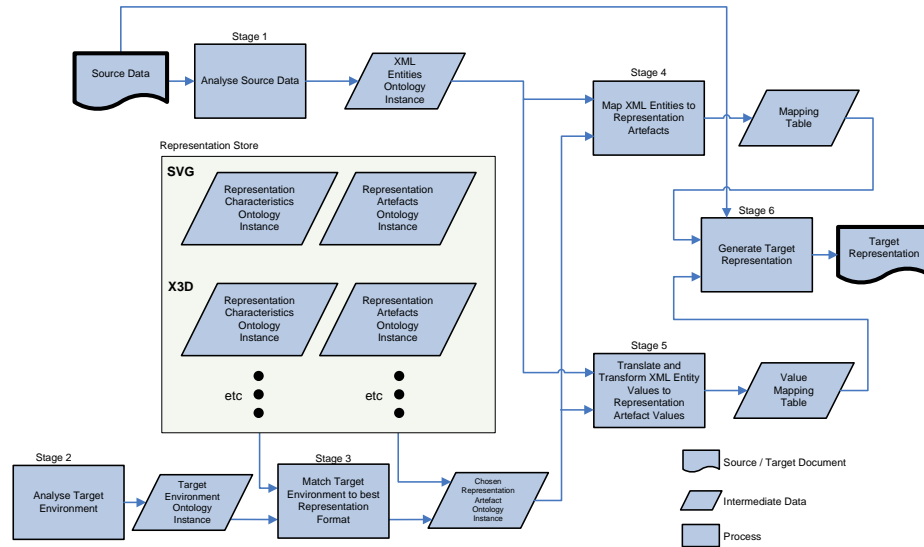 Stage 1
Source Data
Analyse Source Data
XML
Entities
Ontology
Instance
Stage 4
Map XML Entities to
Representation
Artefacts
Mapping
Table
Representation Store
SVG
Representation
Characteristics
Ontology
Instance
Representation
Artefacts
Ontology
Instance
X3D
Representation
Characteristics
Ontology
Instance
Representation
Artefacts
Ontology
Instance
etc
etc
Stage 6
Generate Target
Representation
Target
Representation
Stage 5
Translate and
Transform XML Entity
Values to
Representation
Artefact Values
Value
Mapping
Table
Stage 2
Analyse Target
Environment
Target
Environment
Ontology
Instance
Stage 3
Match Target
Environment to best
Representation
Format
Chosen
Representation
Artefact
Ontology
Instance
Source / Target Document
Intermediate Data
Process